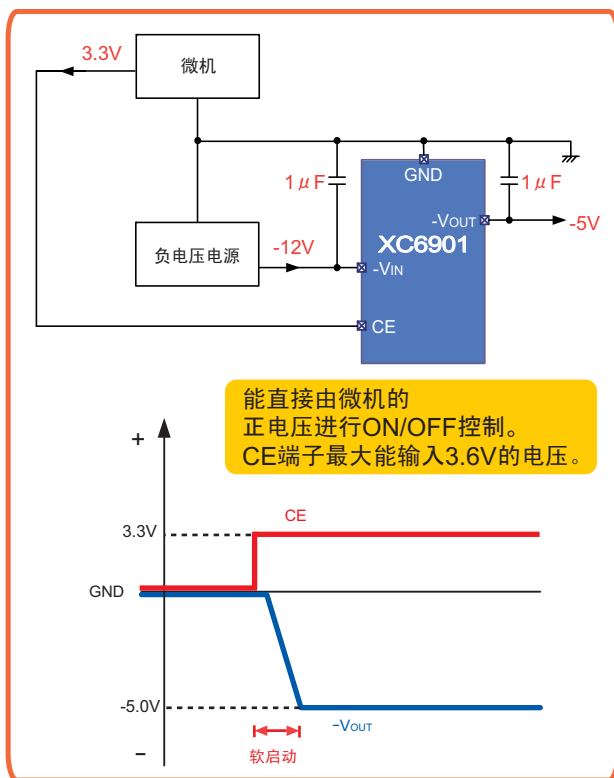 3.3V
微机
1μF
GND
1μF
-VOUT
-5V
XC6901
负电压电源
-12V
-VIN
CE
能直接由微机的
正电压进行ON/OFF控制。
CE端子最大能输入3.6V的电压。
+
CE
3.3V
GND
-5.0V
-VOUT
软启动
-